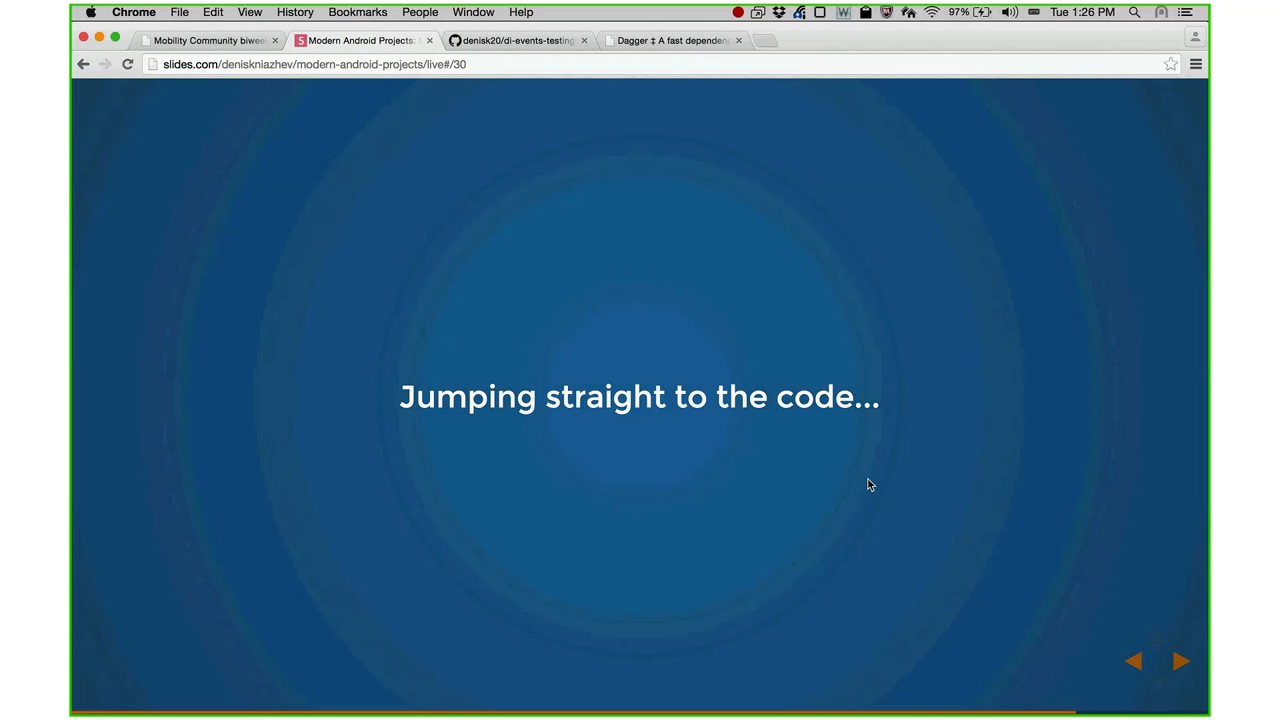 Chrome File Edit View History Bookmarks People Window Help 97% Tue 1:26 PM
Mobility Community biwee Modern Android Projects: denisk20/di-events-testing Dagger ‡ A fast dependen
slides.com/deniskniazhev/modern-android-projects/live#/30
Jumping straight to the code...